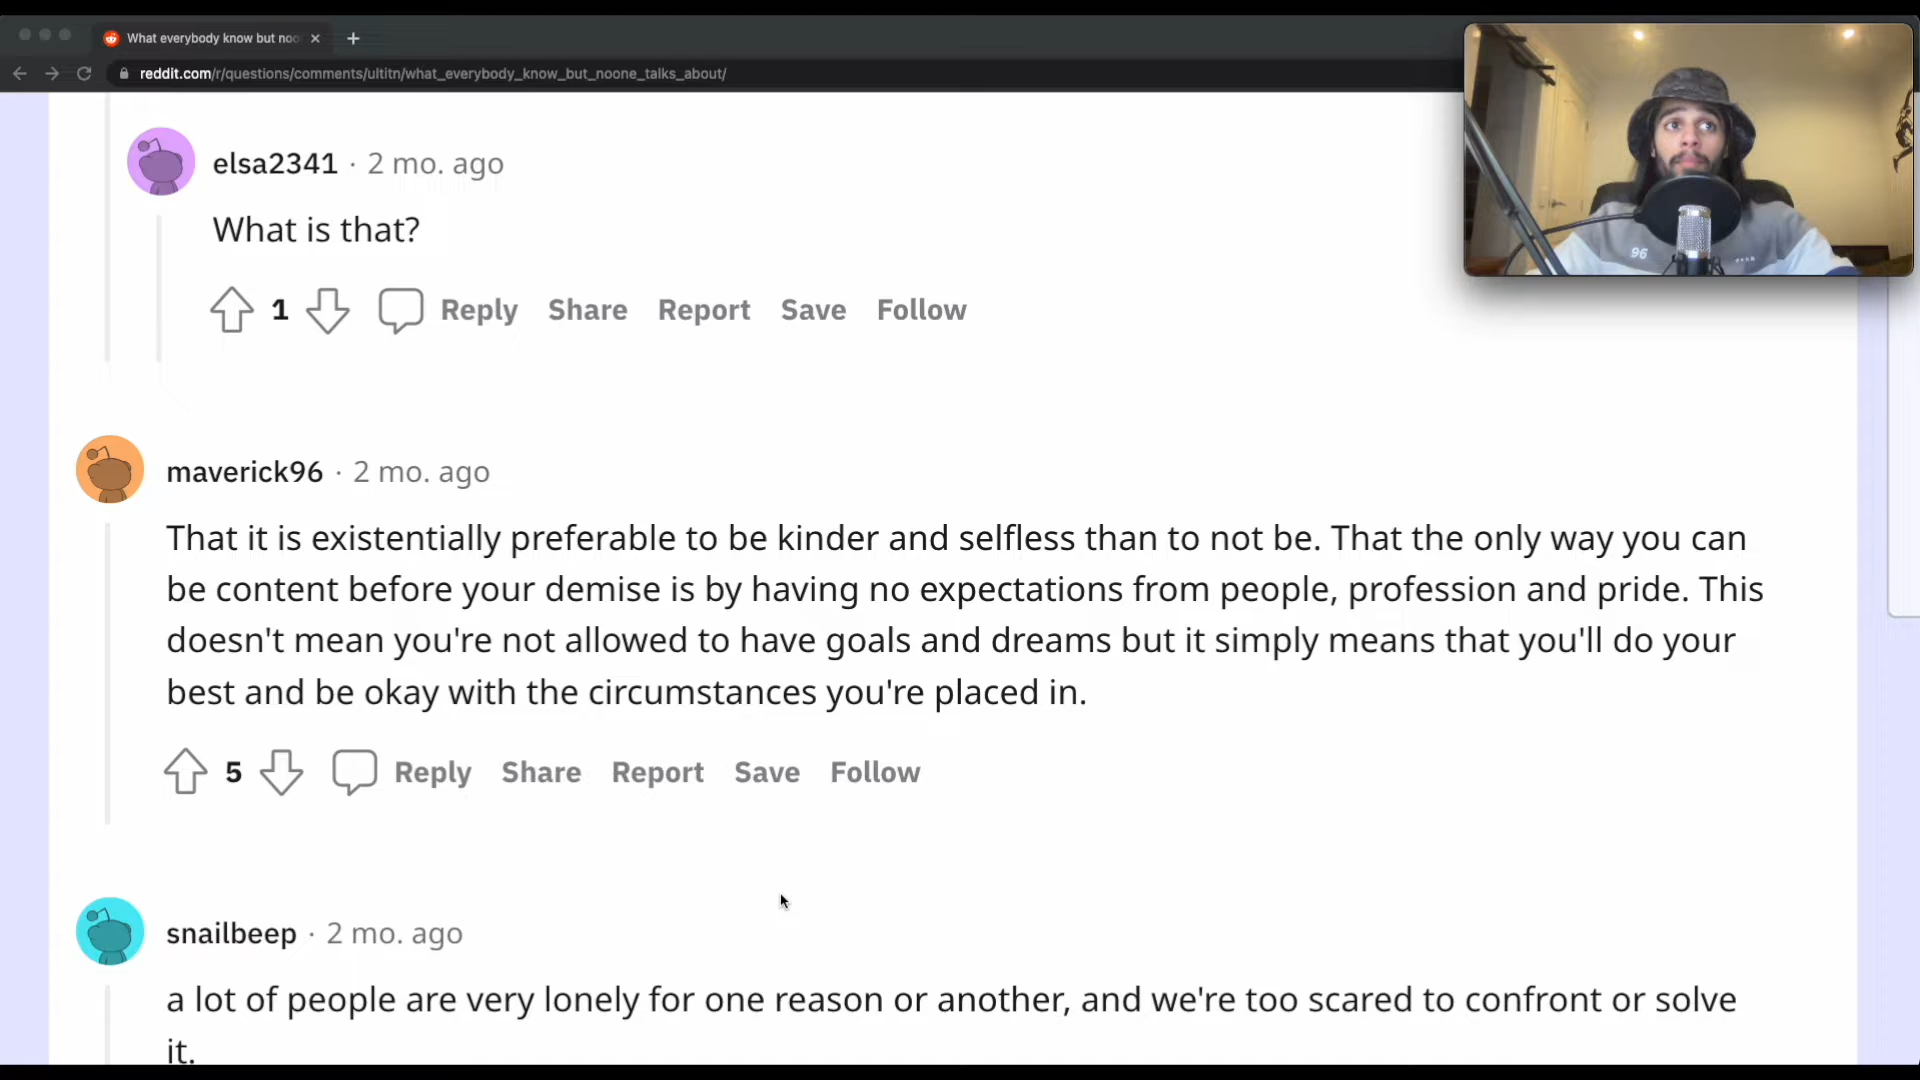 What everybody know but noo
reddit.com/r/questions/comments/ultitn/what_everybody_know_but_noone_talks_about/
elsa2341 · 2 mo. ago
What is that?
1 Reply Share Report Save Follow
maverick96 · 2 mo. ago
That it is existentially preferable to be kinder and selfless than to not be. That the only way you can
be content before your demise is by having no expectations from people, profession and pride. This
doesn't mean you're not allowed to have goals and dreams but it simply means that you'll do your
best and be okay with the circumstances you're placed in.
5 Reply Share Report Save Follow
snailbeep · 2 mo. ago
a lot of people are very lonely for one reason or another, and we're too scared to confront or solve
it.
96